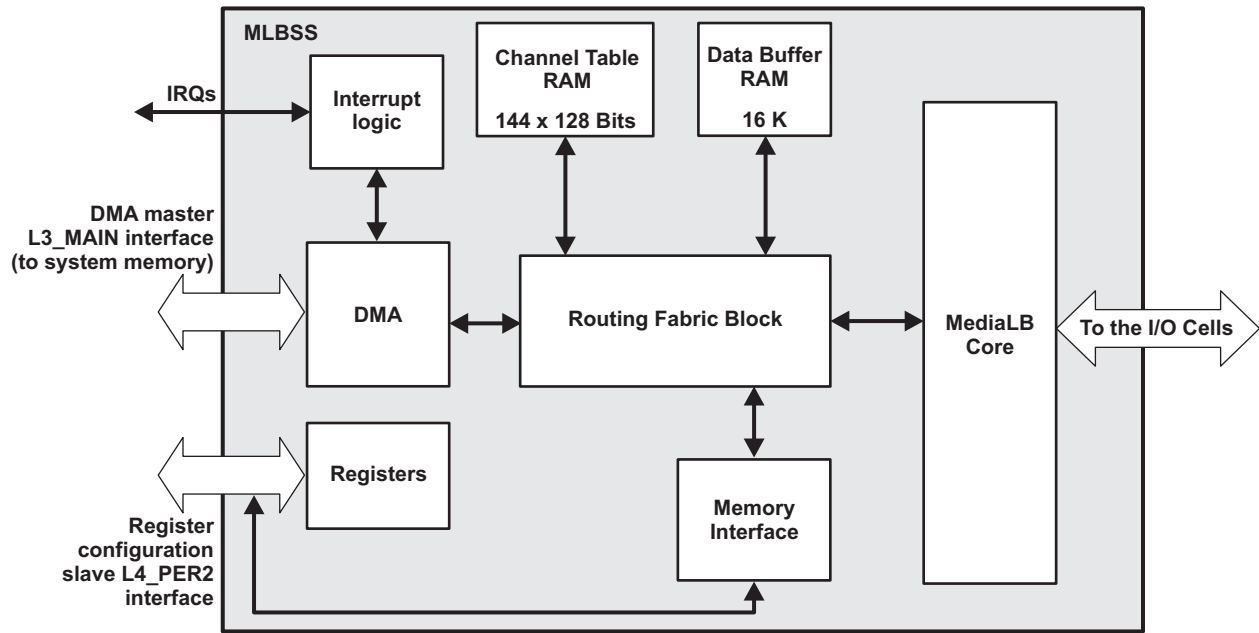 MLBSS
IRQs
Interrupt
logic
Channel Table
RAM
144 x 128 Bits
Data Buffer
RAM
16 K
DMA master
L3_MAIN interface
(to system memory)
DMA
Routing Fabric Block
MediaLB
Core
To the I/O Cells
Registers
Memory
Interface
Register
configuration
slave L4_PER2
interface